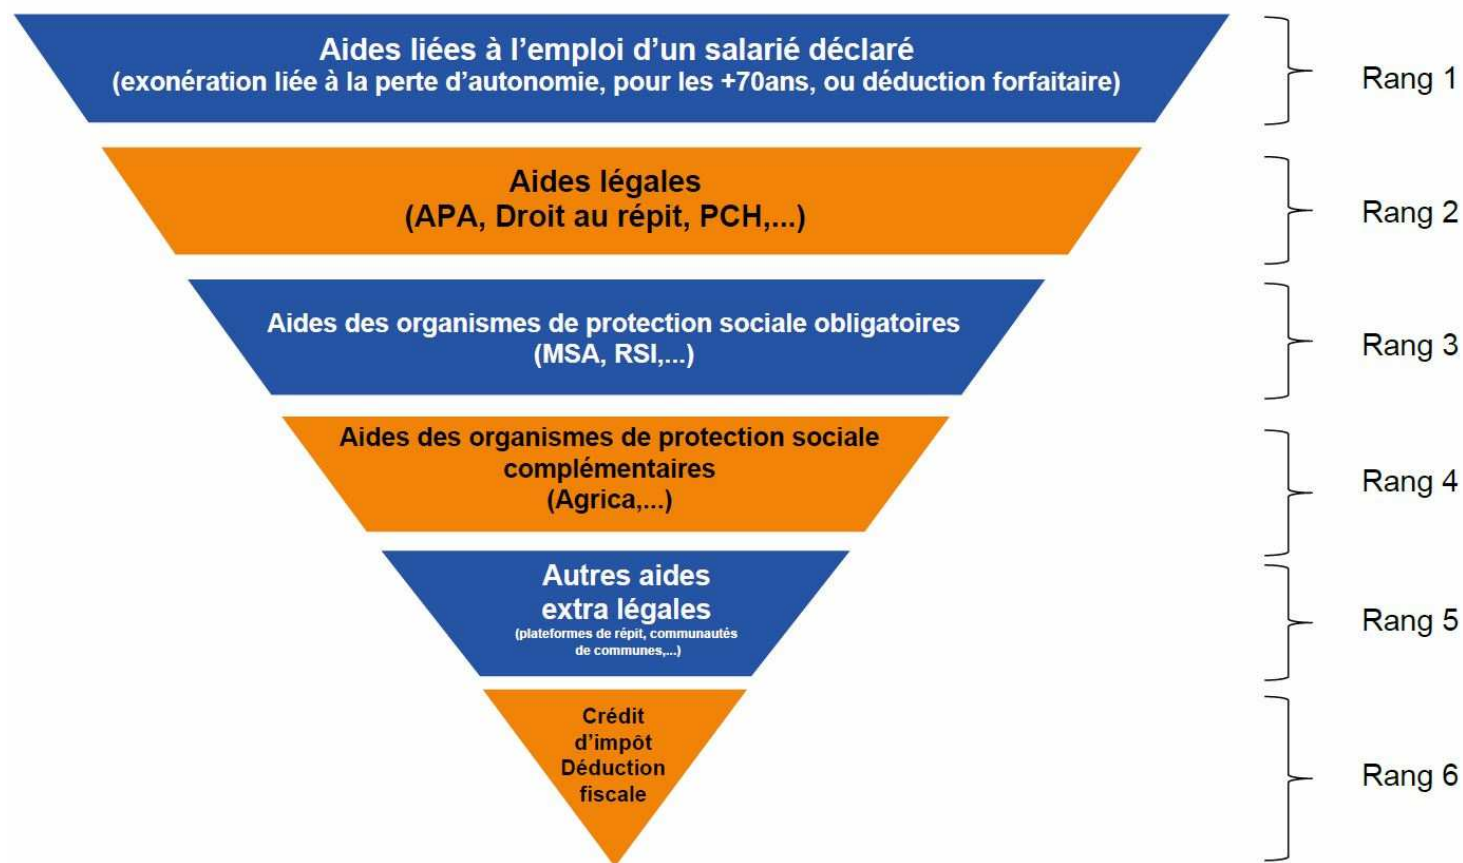 Aides liées à l’emploi d’un salarié déclaré
(exonération liée à la perte d’autonomie, pour les +70ans, ou déduction forfaitaire)
Rang 1
Aides légales
(APA, Droit au répit, PCH,...)
Rang 2
Aides des organismes de protection sociale obligatoires
(MSA, RSI,...)
Rang 3
Aides des organismes de protection sociale
complémentaires
(Agrica,...)
Rang 4
Autres aides
extra légales
(plateformes de répit, communautés
de communes,...)
Rang 5
Crédit
d’impôt
Déduction
fiscale
Rang 6